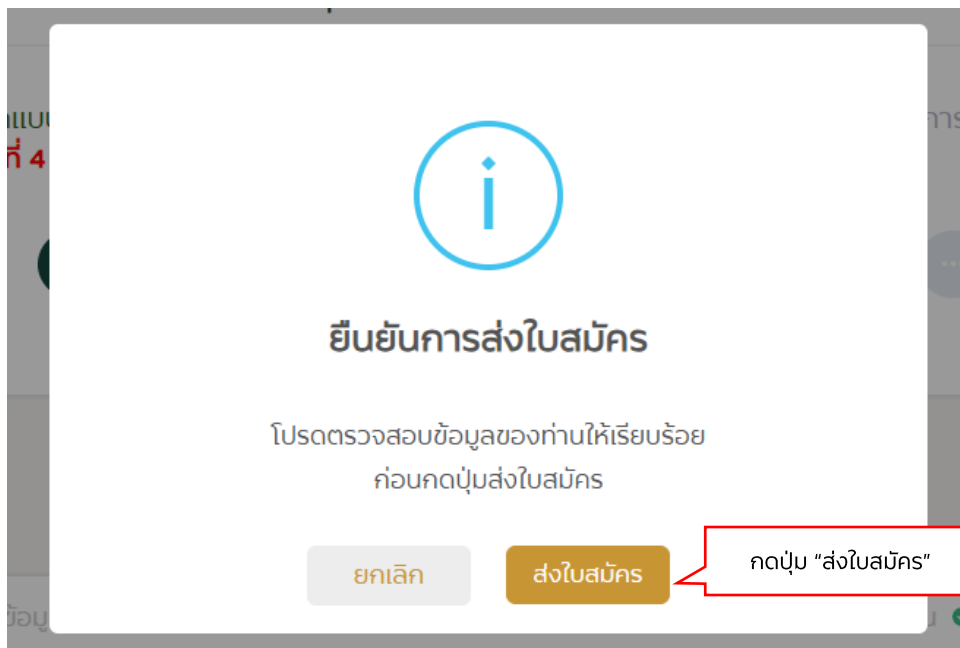 ที่ 4
ยืนยันการส่งใบสมัคร
โปรดตรวจสอบข้อมูลของท่านให้เรียบร้อย
ก่อนกดปุ่มส่งใบสมัคร
ยกเลิก
ส่งใบสมัคร
กดปุ่ม “ส่งใบสมัคร”